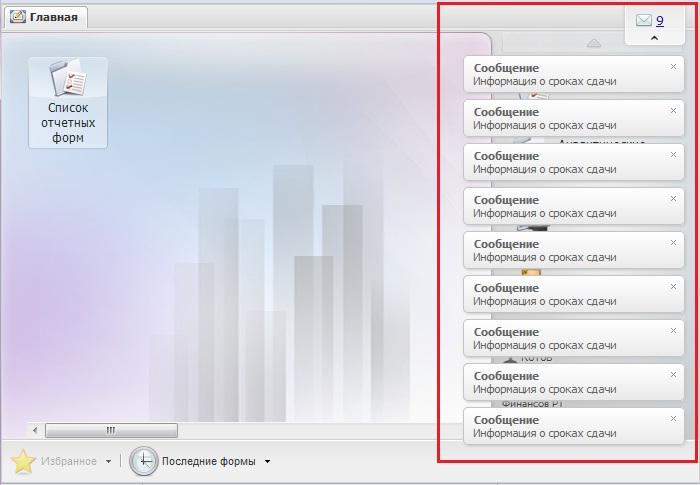 Главная
9
Список
отчетных
форм
Сообщение
Информация о сроках сдачи
Сообщение
Информация о сроках сдачи
Сообщение
Информация о сроках сдачи
Сообщение
Информация о сроках сдачи
Сообщение
Информация о сроках сдачи
Сообщение
Информация о сроках сдачи
Сообщение
Информация о сроках сдачи
Котов
Сообщение
Информация о сроках сдачи
Финансов РТ
Сообщение
Информация о сроках сдачи
Избранное
Последние формы